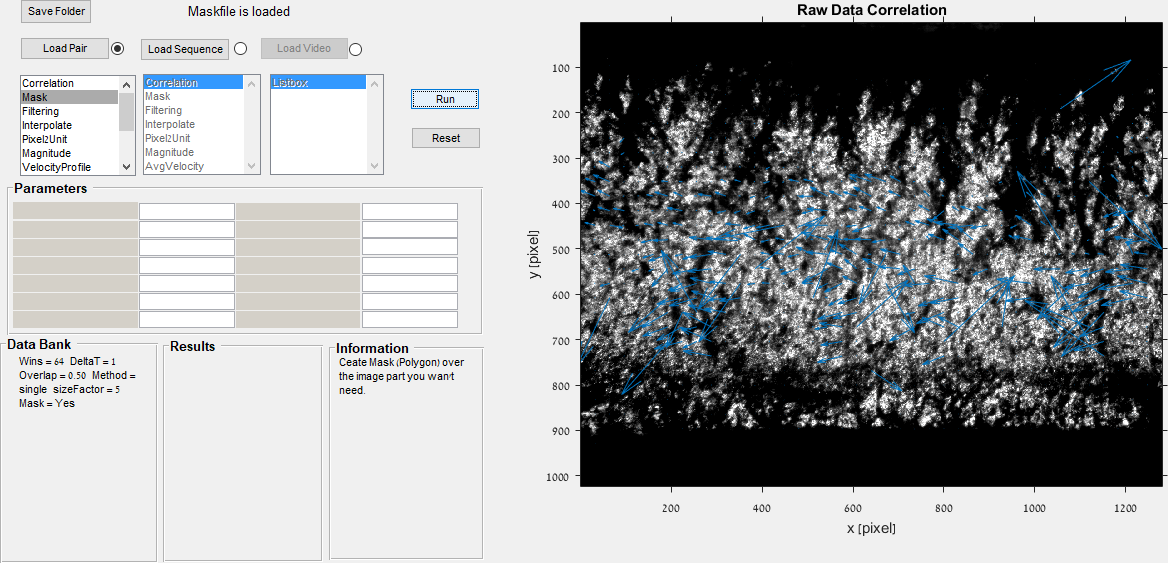 Save Folder
Maskfile is loaded
Load Pair
Load Sequence
Load Video
Correlation
Mask
Filtering
Interpolate
Pixel2Unit
Magnitude
VelocityProfile
Correlation
Mask
Filtering
Interpolate
Pixel2Unit
Magnitude
AvgVelocity
Listbox
Run
Reset
Parameters
Data Bank
Wins = 64 DeltaT = 1
Overlap = 0.50 Method =
single sizeFactor = 5
Mask = Yes
Results
Information
Ceate Mask (Polygon) over
the image part you want
need.
Raw Data Correlation
y [pixel]
100
200
300
400
500
600
700
800
900
1000
200
400
600
800
1000
1200
x [pixel]